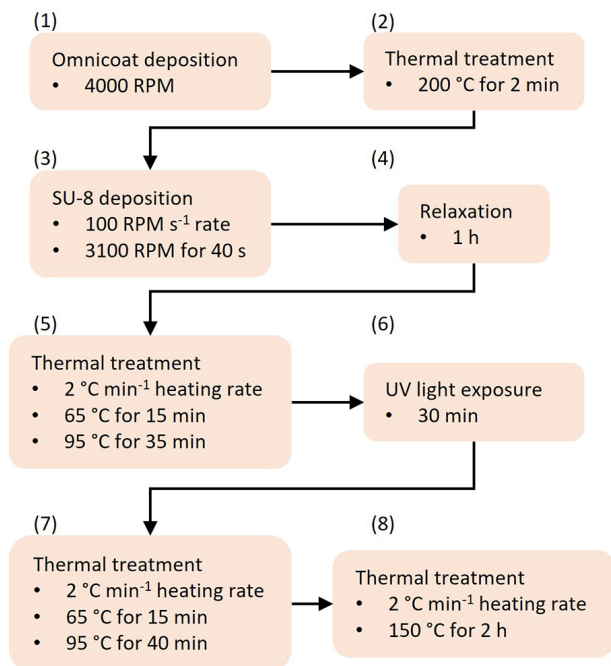 (1)
Omnicoat deposition
• 4000 RPM
(2)
Thermal treatment
• 200 °C for 2 min
(3)
SU-8 deposition
• 100 RPM s⁻¹ rate
• 3100 RPM for 40 s
(4)
Relaxation
• 1 h
(5)
Thermal treatment
• 2 °C min⁻¹ heating rate
• 65 °C for 15 min
• 95 °C for 35 min
(6)
UV light exposure
• 30 min
(7)
Thermal treatment
• 2 °C min⁻¹ heating rate
• 65 °C for 15 min
• 95 °C for 40 min
(8)
Thermal treatment
• 2 °C min⁻¹ heating rate
• 150 °C for 2 h